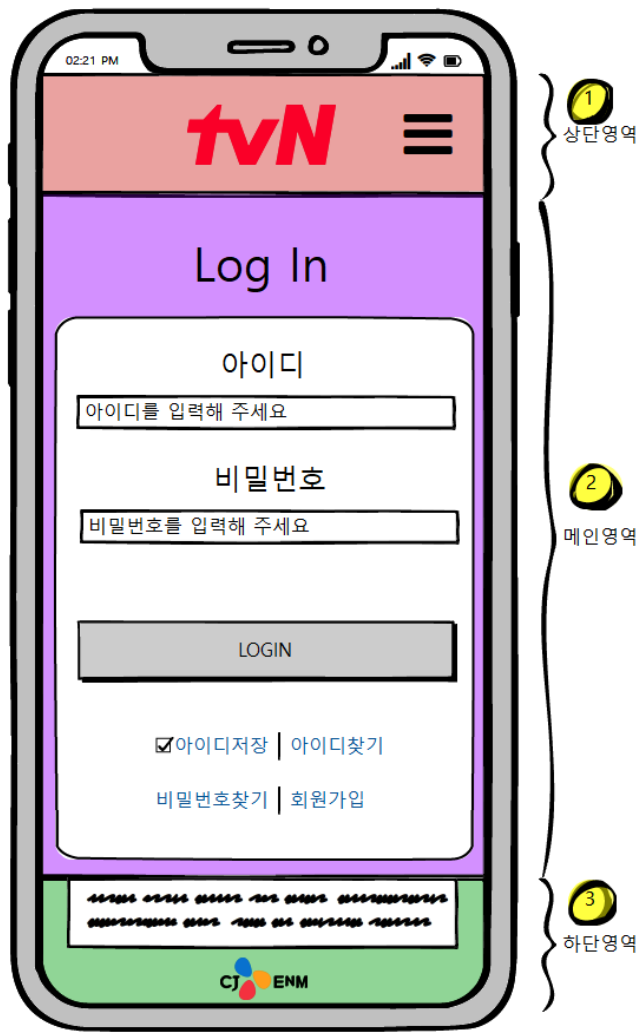 02:21 PM
tvN
1
상단영역
Log In
아이디
아이디를 입력해 주세요
비밀번호
비밀번호를 입력해 주세요
2
메인영역
LOGIN
아이디저장 | 아이디찾기
비밀번호찾기 | 회원가입
3
하단영역
CJ ENM